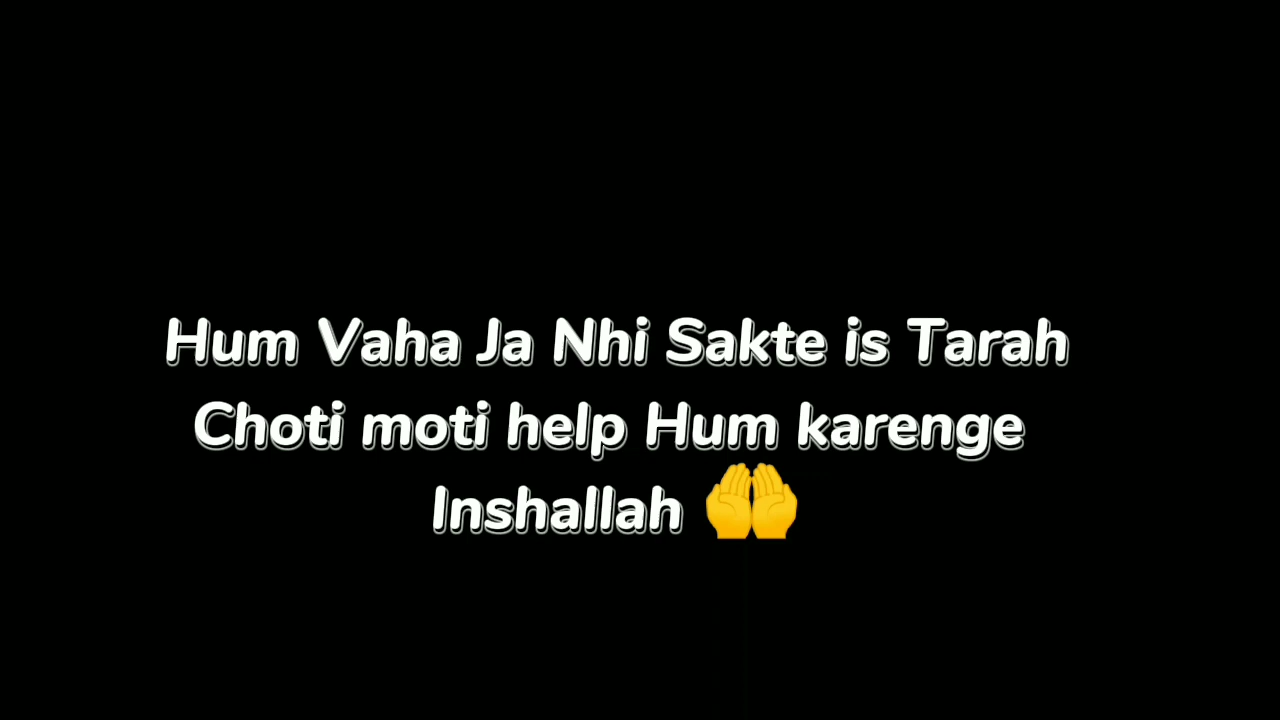 Hum Vaha Ja Nhi Sakte is Tarah
Choti moti help Hum karenge
Inshallah 🤲